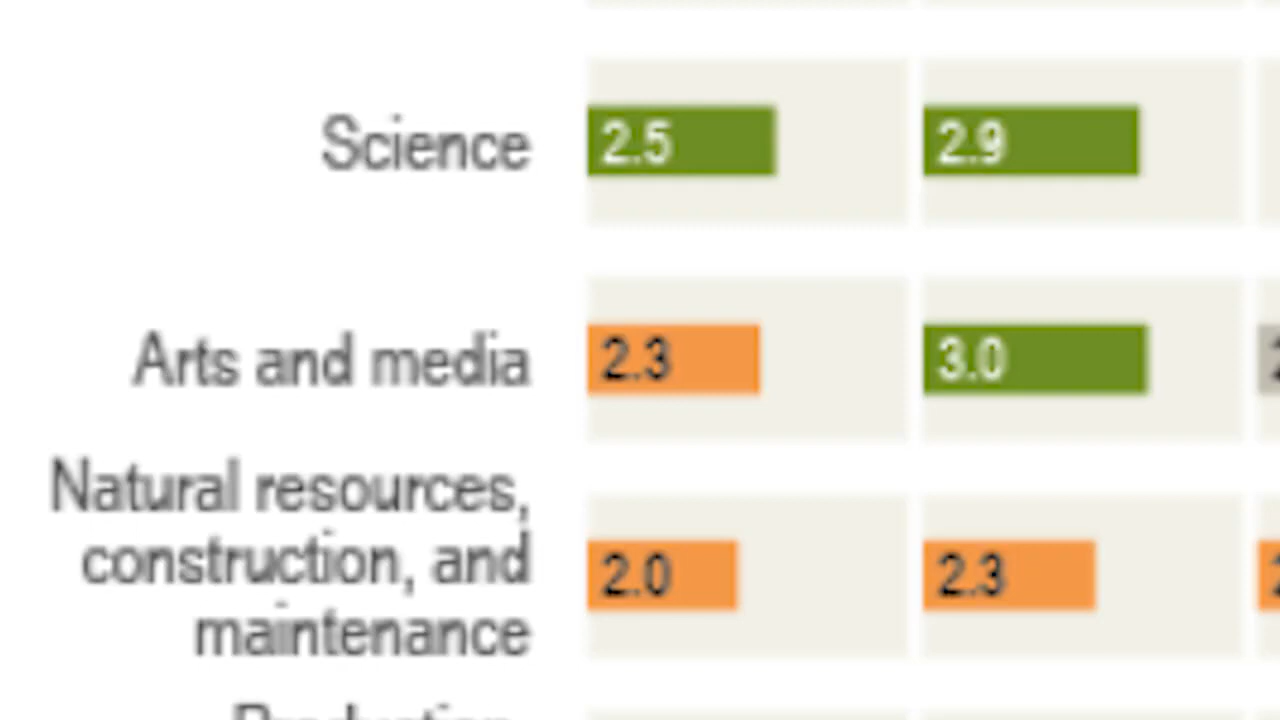 Science 2.5 2.9
Arts and media 2.3 3.0
Natural resources,
construction, and 2.0 2.3
maintenance